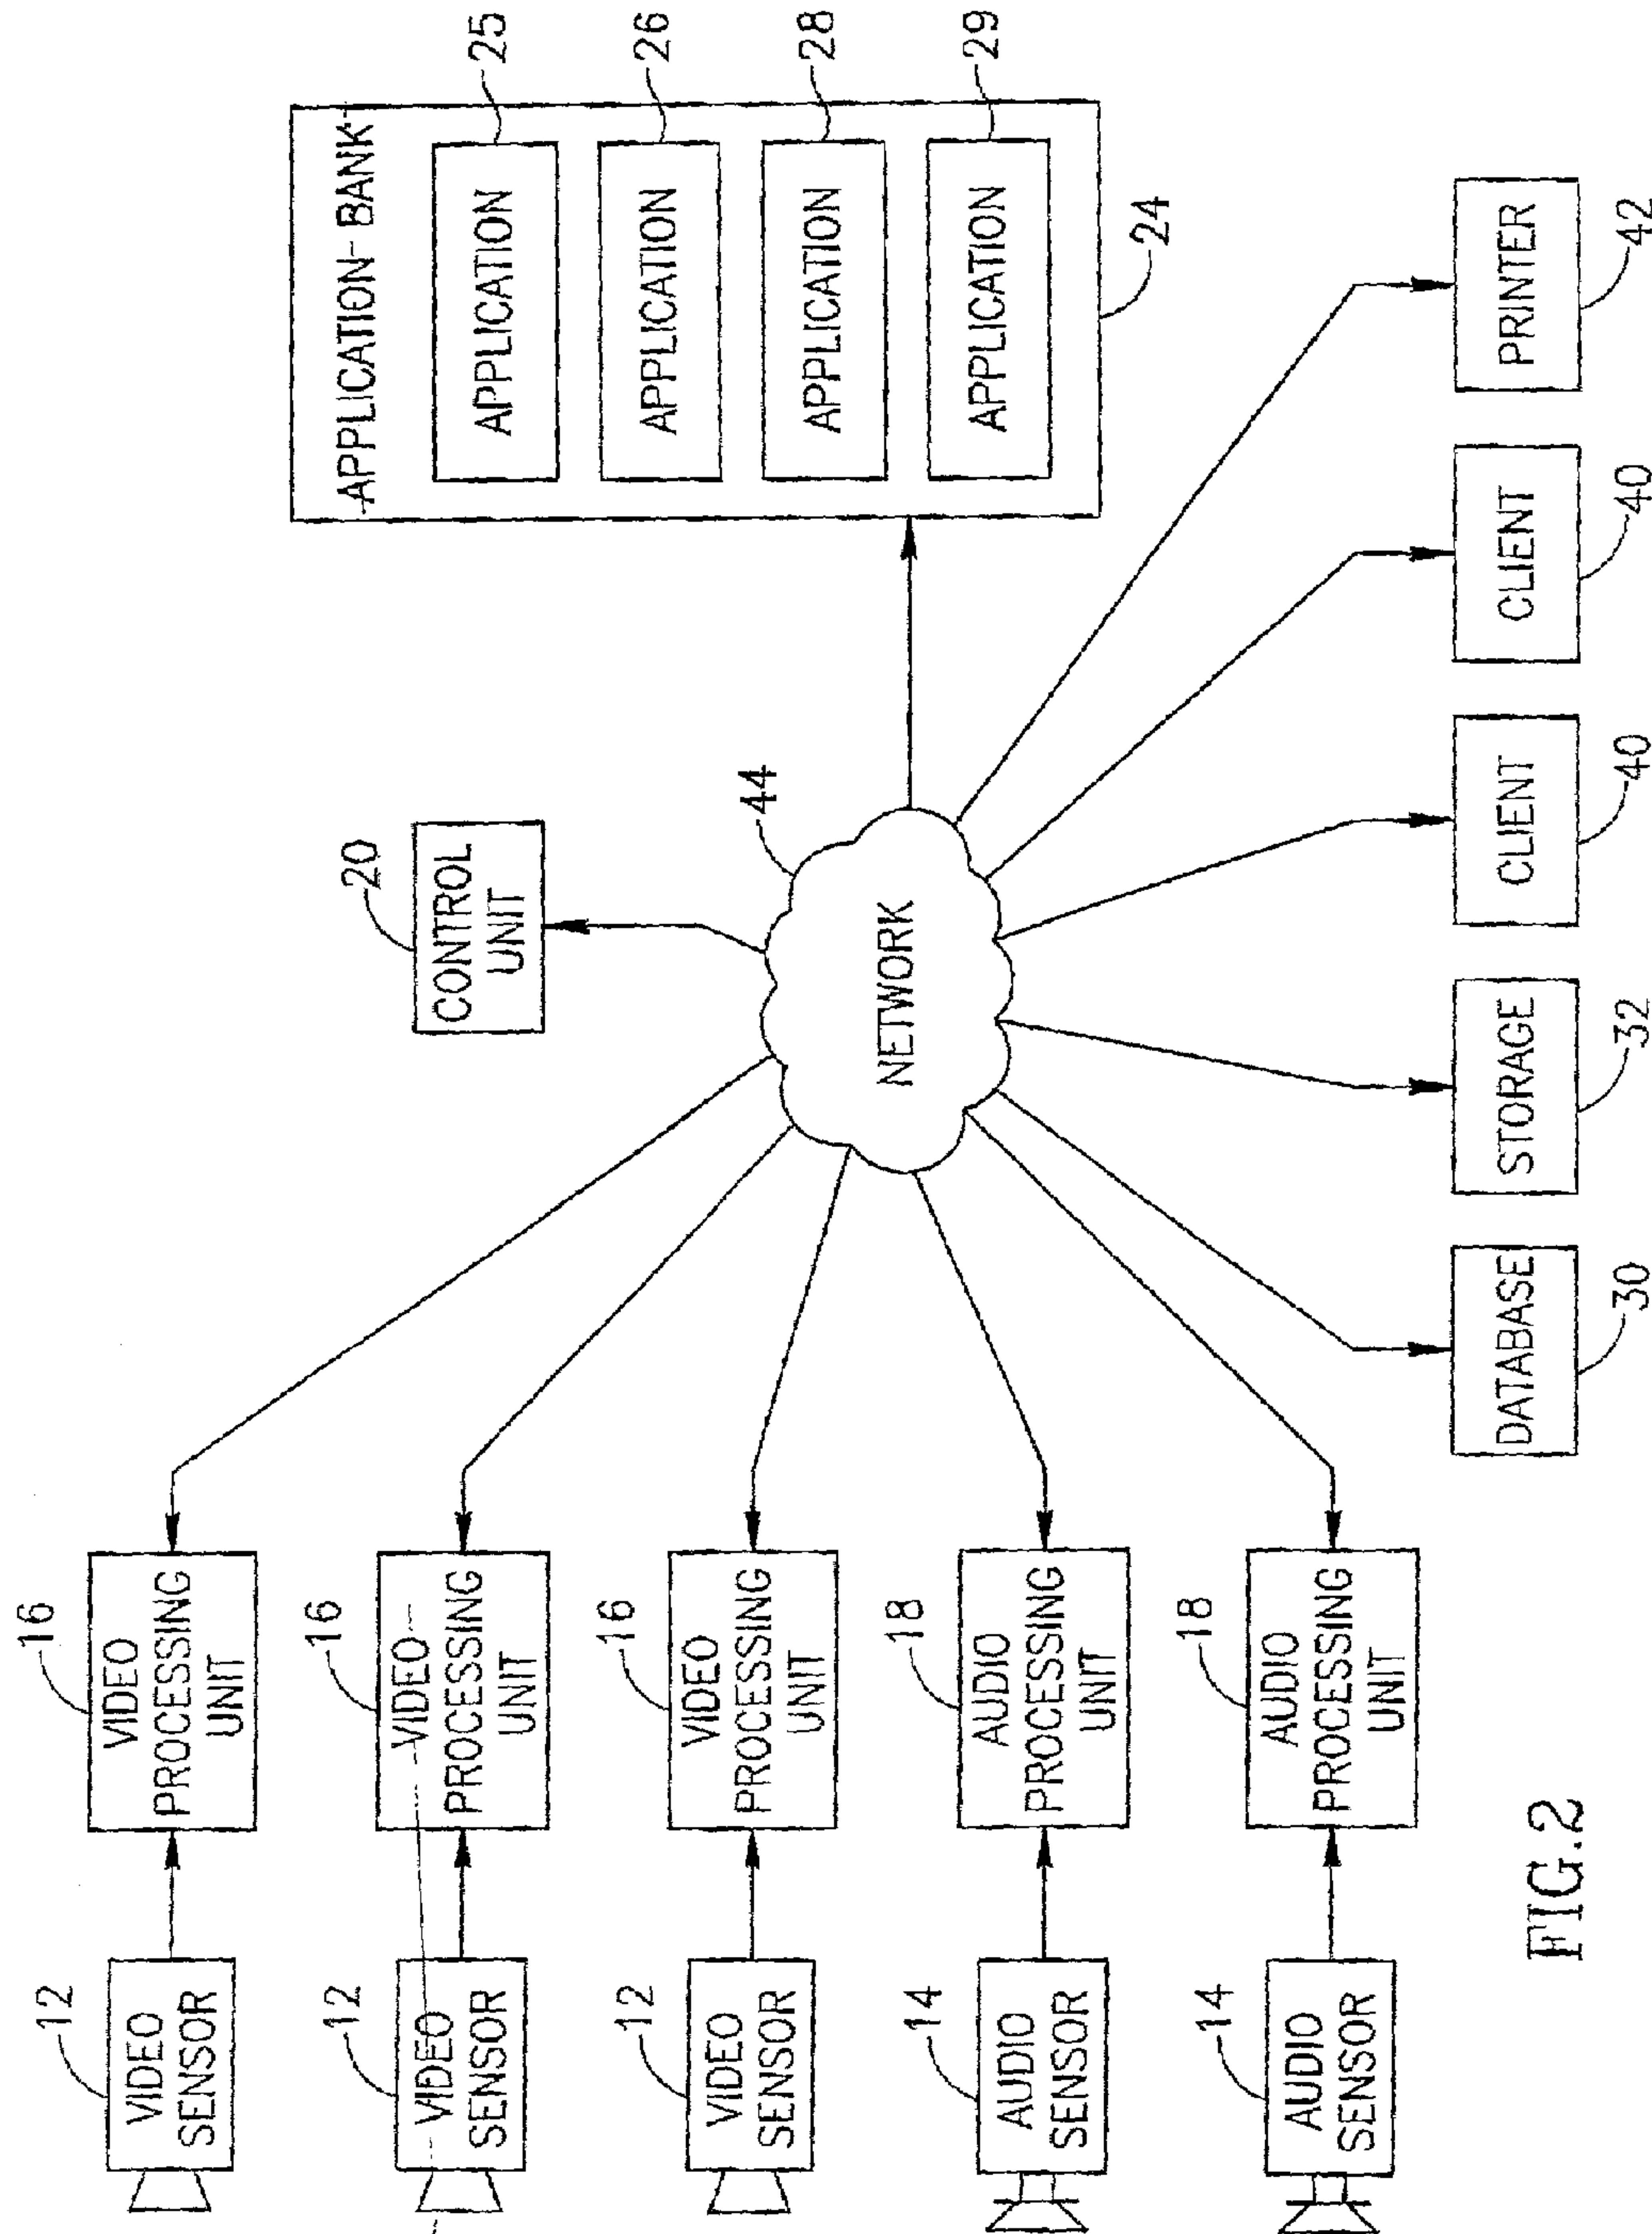 12
VIDEO
SENSOR
16
VIDEO
PROCESSING
UNIT
12
VIDEO
SENSOR
16
VIDEO
PROCESSING
UNIT
12
VIDEO
SENSOR
16
VIDEO
PROCESSING
UNIT
14
AUDIO
SENSOR
18
AUDIO
PROCESSING
UNIT
14
AUDIO
SENSOR
18
AUDIO
PROCESSING
UNIT
20
CONTROL
UNIT
44
NETWORK
APPLICATION BANK
APPLICATION
25
APPLICATION
26
APPLICATION
28
APPLICATION
29
24
DATABASE
30
STORAGE
32
CLIENT
40
CLIENT
40
PRINTER
42
FIG.2